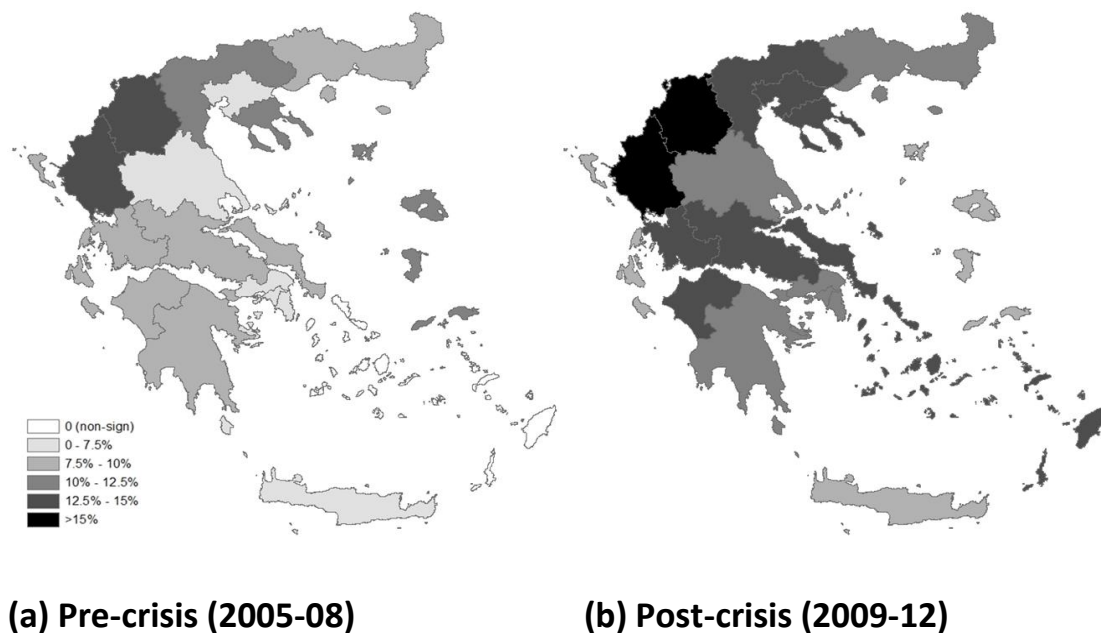 0 (non-sign)
0 - 7.5%
7.5% - 10%
10% - 12.5%
12.5% - 15%
>15%
(a) Pre-crisis (2005-08)
(b) Post-crisis (2009-12)